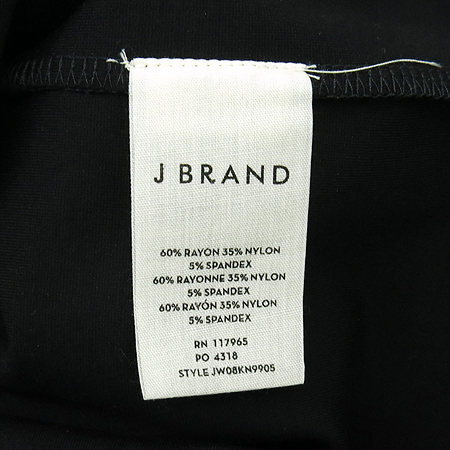 J BRAND
60% RAYON 35% NYLON
5% SPANDEX
60% RAYONNE 35% NYLON
5% SPANDEX
60% RAYÓN 35% NYLON
5% SPANDEX
RN 117965
PO 4318
STYLE JW08KN9905